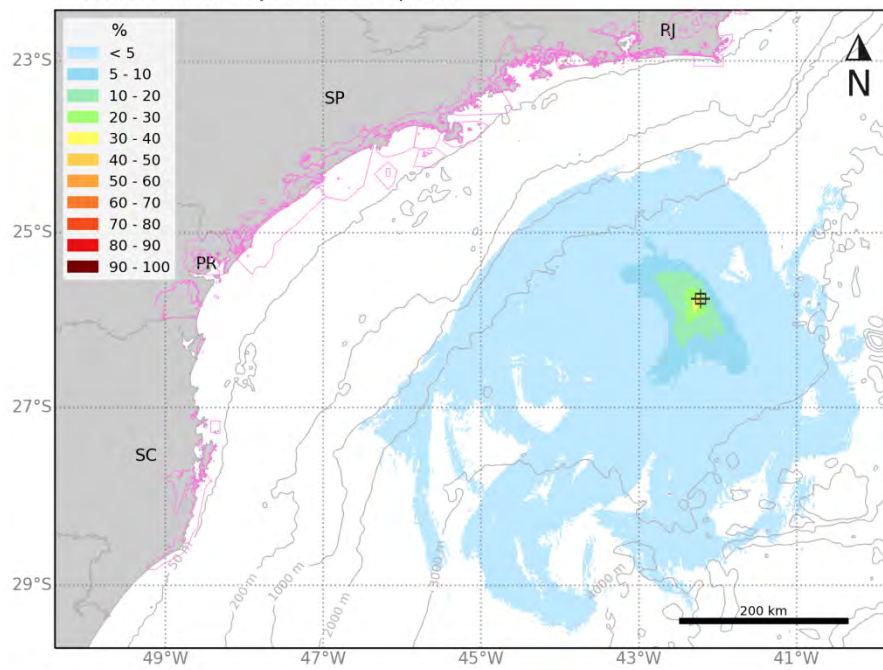 %
< 5
5 - 10
10 - 20
20 - 30
30 - 40
40 - 50
50 - 60
60 - 70
70 - 80
80 - 90
90 - 100
RJ
SP
PR
SC
N
23°S
25°S
27°S
29°S
50 m
200 m
1000 m
2000 m
3000 m
200 km
49°W
47°W
45°W
43°W
41°W